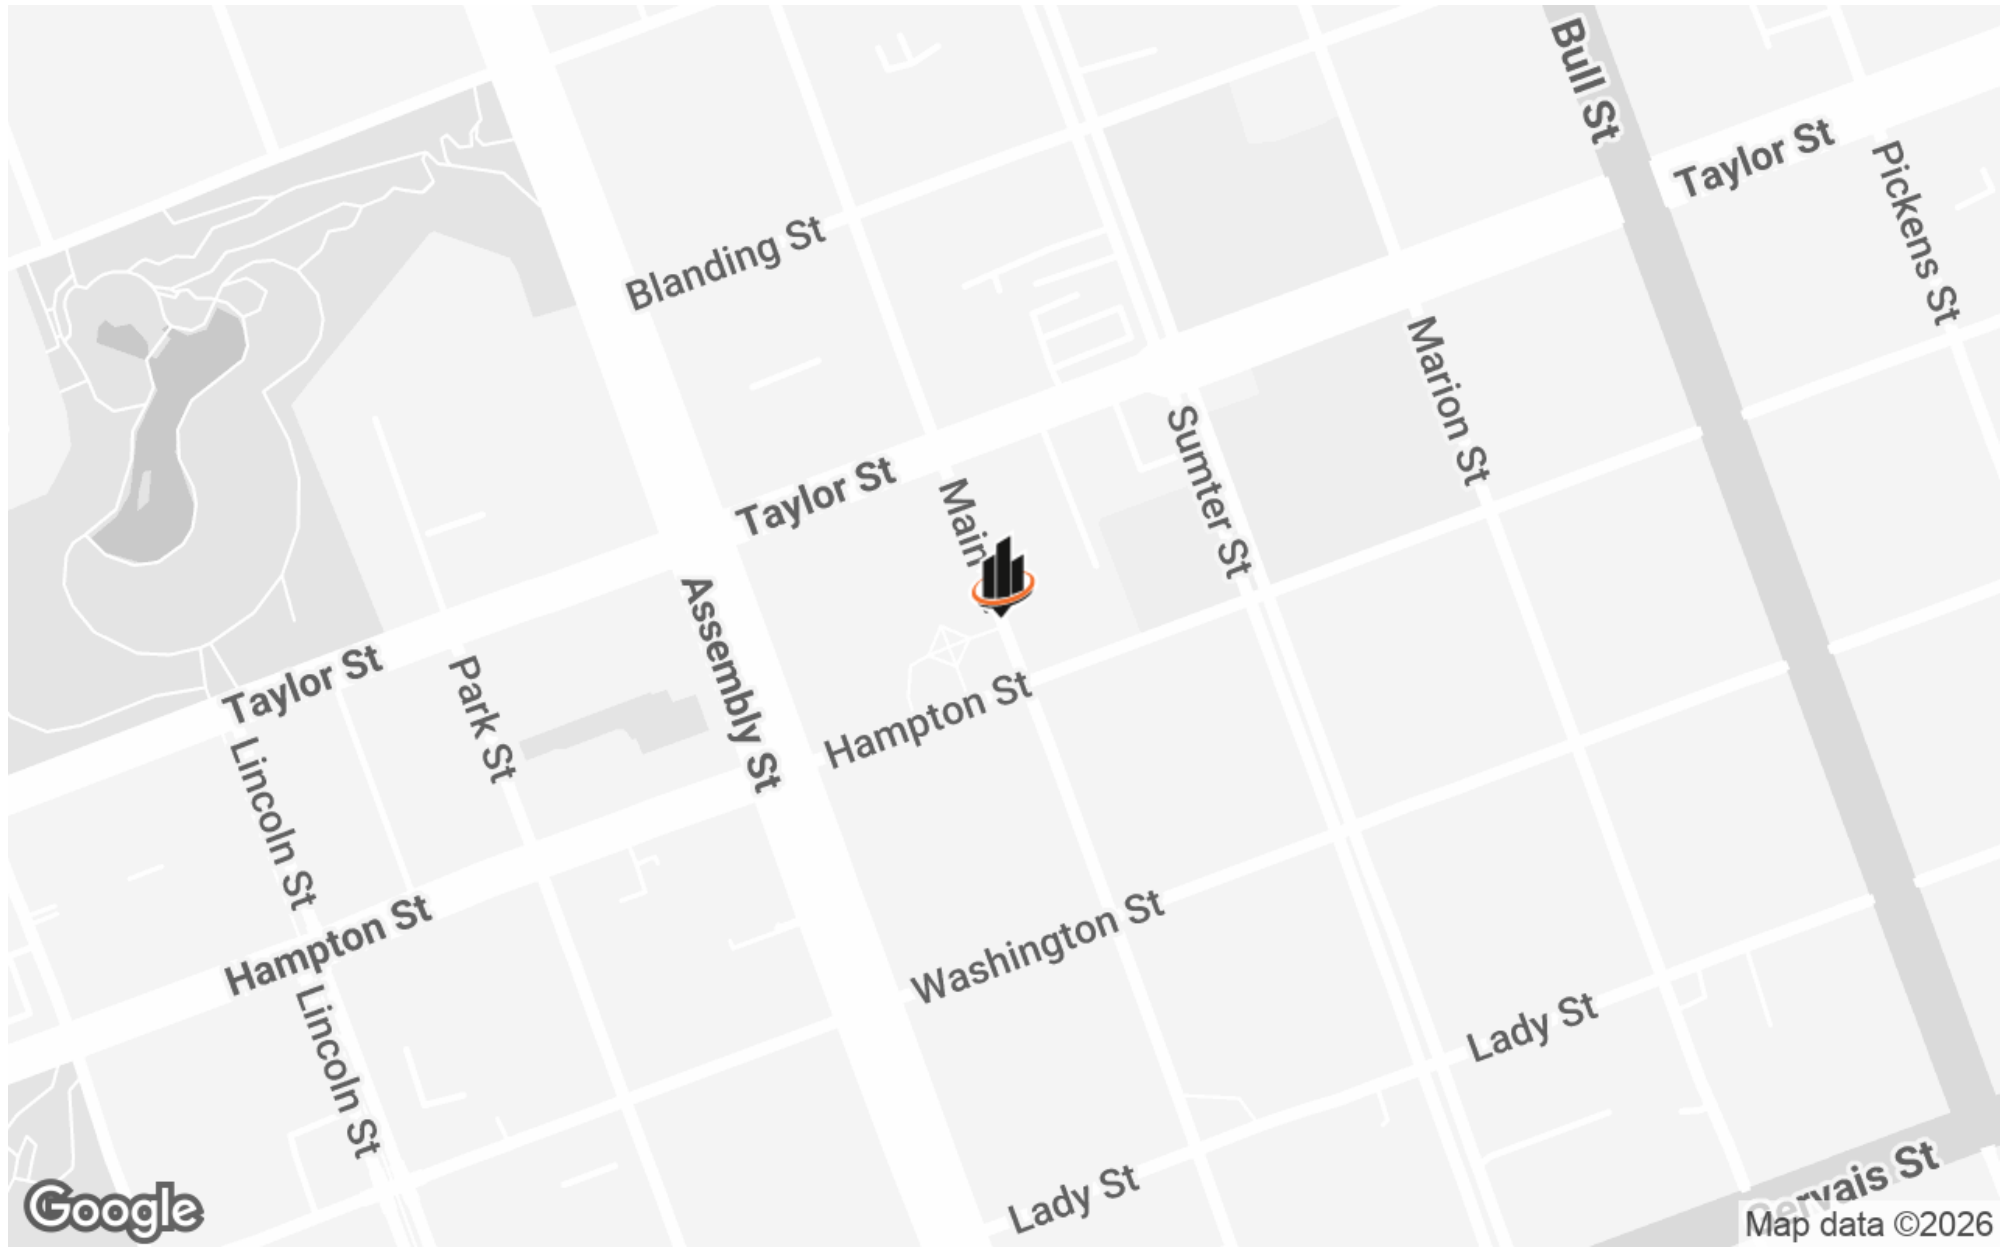 Bull St
Taylor St
Pickens St
Blanding St
Marion St
Sumter St
Taylor St
Main
Assembly St
Taylor St
Park St
Hampton St
Lincoln St
Hampton St
Washington St
Lincoln St
Lady St
Lady St
Gervais St
Google
Map data ©2026